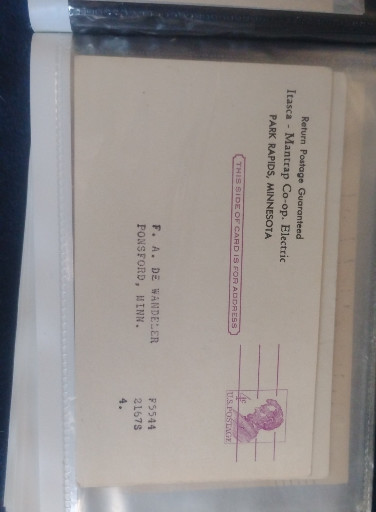 Return Postage Guaranteed
Itasca - Mantrap Co-op. Electric
PARK RAPIDS, MINNESOTA
THIS SIDE OF CARD IS FOR ADDRESS
4¢
U.S. POSTAGE
F. A. DE WANDELER F5544
PONSFORD, MINN. 21678
4.